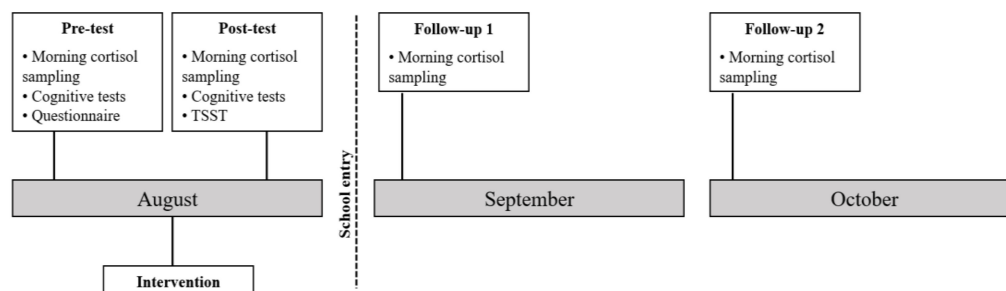 Pre-test
• Morning cortisol
sampling
• Cognitive tests
• Questionnaire
Post-test
• Morning cortisol
sampling
• Cognitive tests
• TSST
Follow-up 1
• Morning cortisol
sampling
Follow-up 2
• Morning cortisol
sampling
School entry
August
September
October
Intervention